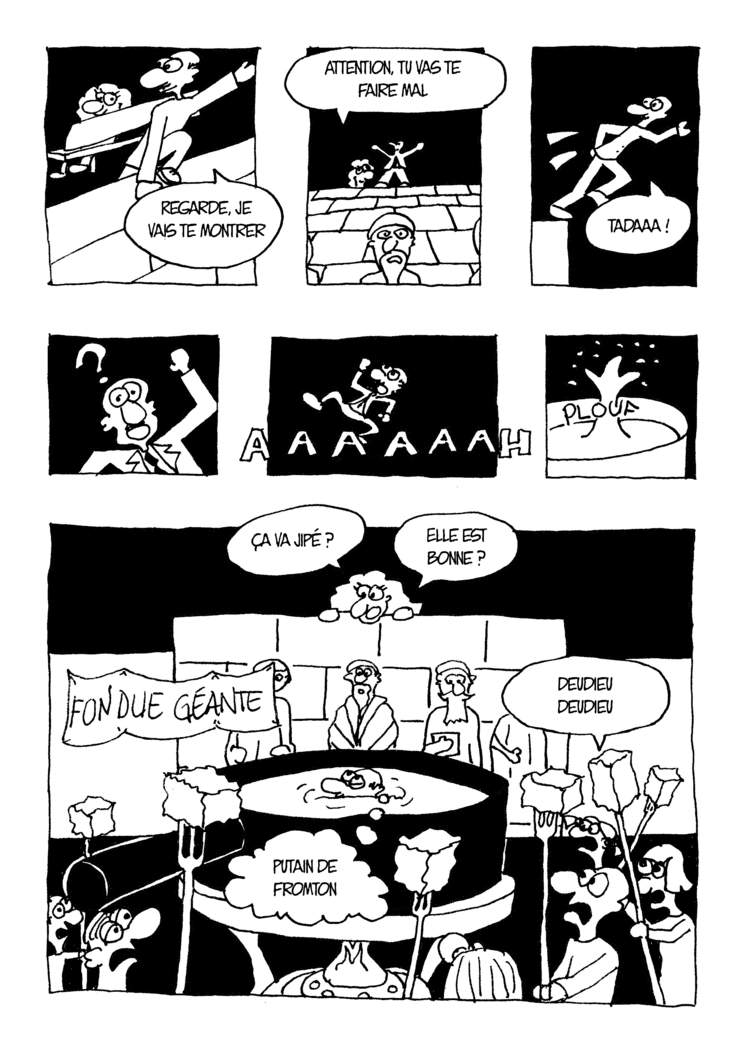 REGARDE, JE
VAIS TE MONTRER
ATTENTION, TU VAS TE
FAIRE MAL
TADAAA !
?
AAAAAAAH
PLOUF
ÇA VA JIPÉ ?
ELLE EST
BONNE ?
FONDUE GÉANTE
DEUDIEU
DEUDIEU
PUTAIN DE
FROMTON